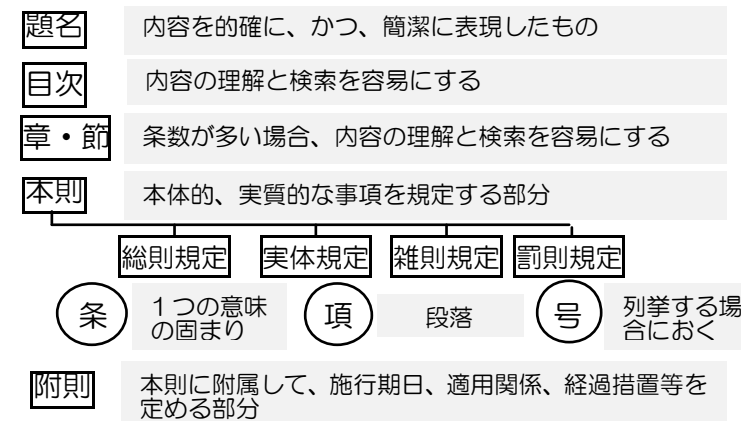 題名 内容を的確に、かつ、簡潔に表現したもの
目次 内容の理解と検索を容易にする
章・節 条数が多い場合、内容の理解と検索を容易にする
本則 本体的、実質的な事項を規定する部分
総則規定 実体規定 雑則規定 罰則規定
条 １つの意味
の固まり
項 段落
号 列挙する場
合におく
附則 本則に附属して、施行期日、適用関係、経過措置等を
定める部分